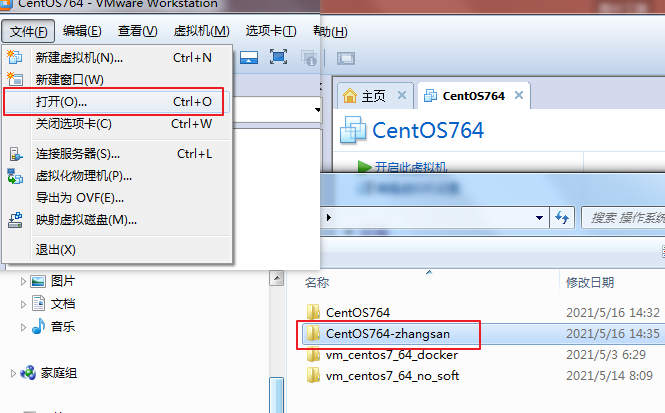 CentOS764 - VMware Workstation
文件(F) 编辑(E) 查看(V) 虚拟机(M) 选项卡(T) 帮助(H)
新建虚拟机(N)... Ctrl+N
新建窗口(W)
打开(O)... Ctrl+O
关闭选项卡(C) Ctrl+W
连接服务器(S)... Ctrl+L
虚拟化物理机(P)...
导出为 OVF(E)...
映射虚拟磁盘(M)...
退出(X)
主页 CentOS764
CentOS764
开启此虚拟机
搜索 操作系统
名称 修改日期
CentOS764 2021/5/16 14:32
CentOS764-zhangsan 2021/5/16 14:35
vm_centos7_64_docker 2021/5/3 6:29
vm_centos7_64_no_soft 2021/5/14 8:09
图片
文档
音乐
家庭组